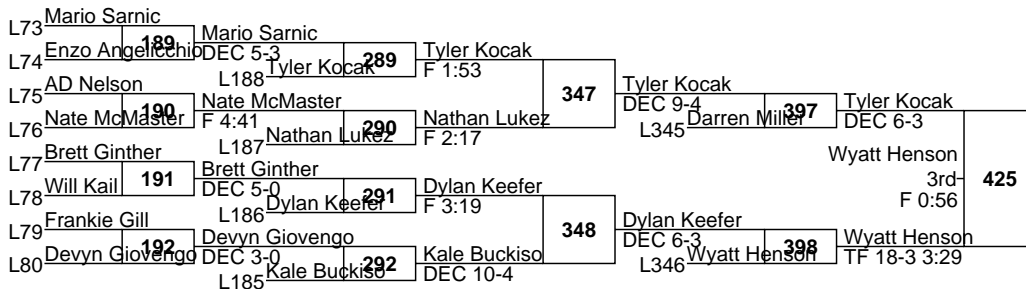 L73 Mario Sarnic
189 Mario Sarnic
L74 Enzo Angelicchio DEC 5-3
289 Tyler Kocak
L188 Tyler Kocak F 1:53
L75 AD Nelson
347 Tyler Kocak
190 Nate McMaster DEC 9-4
397 Tyler Kocak
L76 Nate McMaster F 4:41
290 Nathan Lukez
L345 Darren Miller DEC 6-3
L187 Nathan Lukez F 2:17
L77 Brett Ginther
Wyatt Henson
191 Brett Ginther
3rd 425
L78 Will Kail DEC 5-0
291 Dylan Keefer
F 0:56
L186 Dylan Keefer F 3:19
L79 Frankie Gill
348 Dylan Keefer
192 Devyn Giovengo DEC 6-3
398 Wyatt Henson
L80 Devyn Giovengo DEC 3-0
292 Kale Buckiso
L346 Wyatt Henson TF 18-3 3:29
L185 Kale Buckiso DEC 10-4